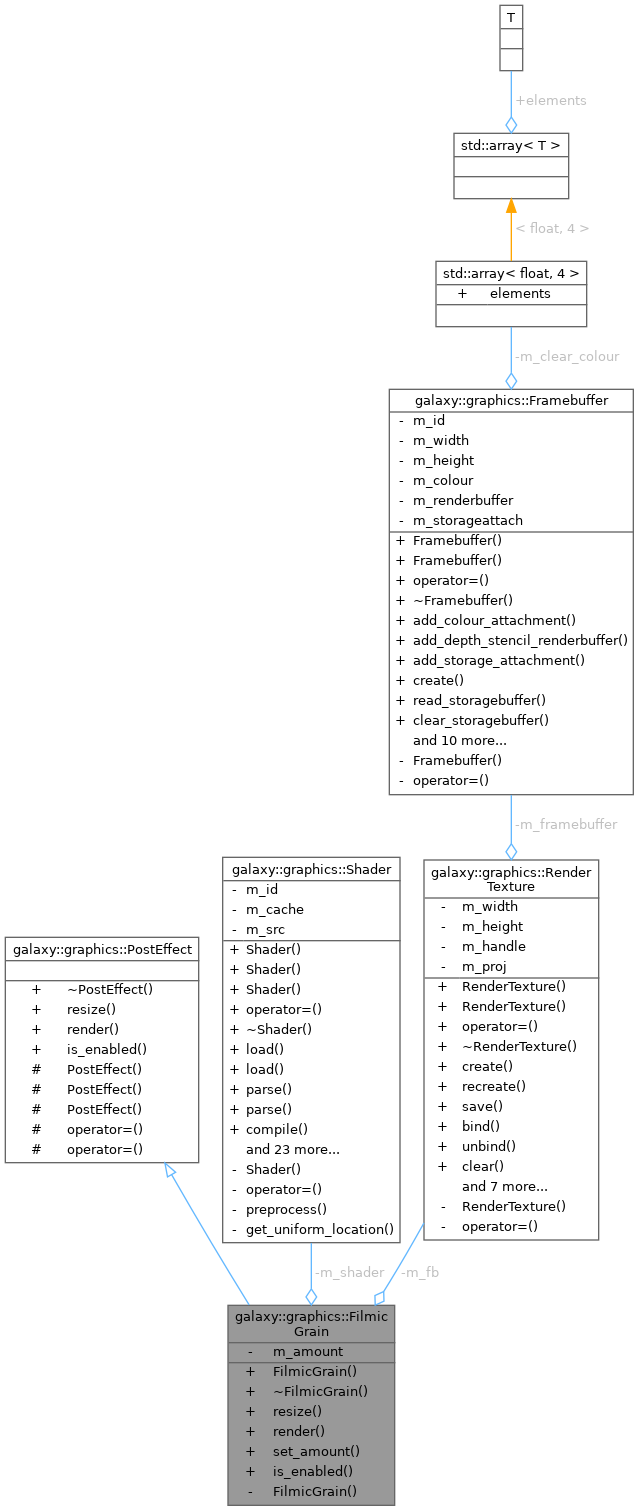 T
+elements
std::array< T >
< float, 4 >
std::array< float, 4 >
+ elements
-m_clear_colour
galaxy::graphics::Framebuffer
- m_id
- m_width
- m_height
- m_colour
- m_renderbuffer
- m_storageattach
+ Framebuffer()
+ Framebuffer()
+ operator=()
+ ~Framebuffer()
+ add_colour_attachment()
+ add_depth_stencil_renderbuffer()
+ add_storage_attachment()
+ create()
+ read_storagebuffer()
+ clear_storagebuffer()
and 10 more...
- Framebuffer()
- operator=()
-m_framebuffer
galaxy::graphics::PostEffect
+ ~PostEffect()
+ resize()
+ render()
+ is_enabled()
# PostEffect()
# PostEffect()
# PostEffect()
# operator=()
# operator=()
galaxy::graphics::Shader
- m_id
- m_cache
- m_src
+ Shader()
+ Shader()
+ Shader()
+ operator=()
+ ~Shader()
+ load()
+ load()
+ parse()
+ parse()
+ compile()
and 23 more...
- Shader()
- operator=()
- preprocess()
- get_uniform_location()
galaxy::graphics::Render
Texture
- m_width
- m_height
- m_handle
- m_proj
+ RenderTexture()
+ RenderTexture()
+ operator=()
+ ~RenderTexture()
+ create()
+ recreate()
+ save()
+ bind()
+ unbind()
+ clear()
and 7 more...
- RenderTexture()
- operator=()
-m_shader
-m_fb
galaxy::graphics::Filmic
Grain
- m_amount
+ FilmicGrain()
+ ~FilmicGrain()
+ resize()
+ render()
+ set_amount()
+ is_enabled()
- FilmicGrain()